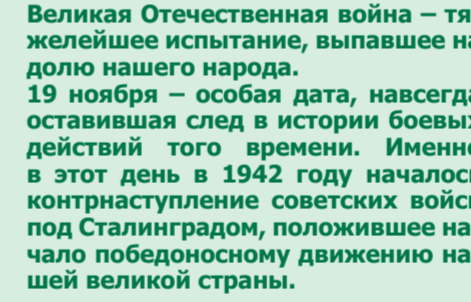 Великая Отечественная война – тя-
желейшее испытание, выпавшее на
долю нашего народа.
19 ноября – особая дата, навсегда
оставившая след в истории боевых
действий того времени. Именно
в этот день в 1942 году началось
контрнаступление советских войск
под Сталинградом, положившее на-
чало победоносному движению на-
шей великой страны.